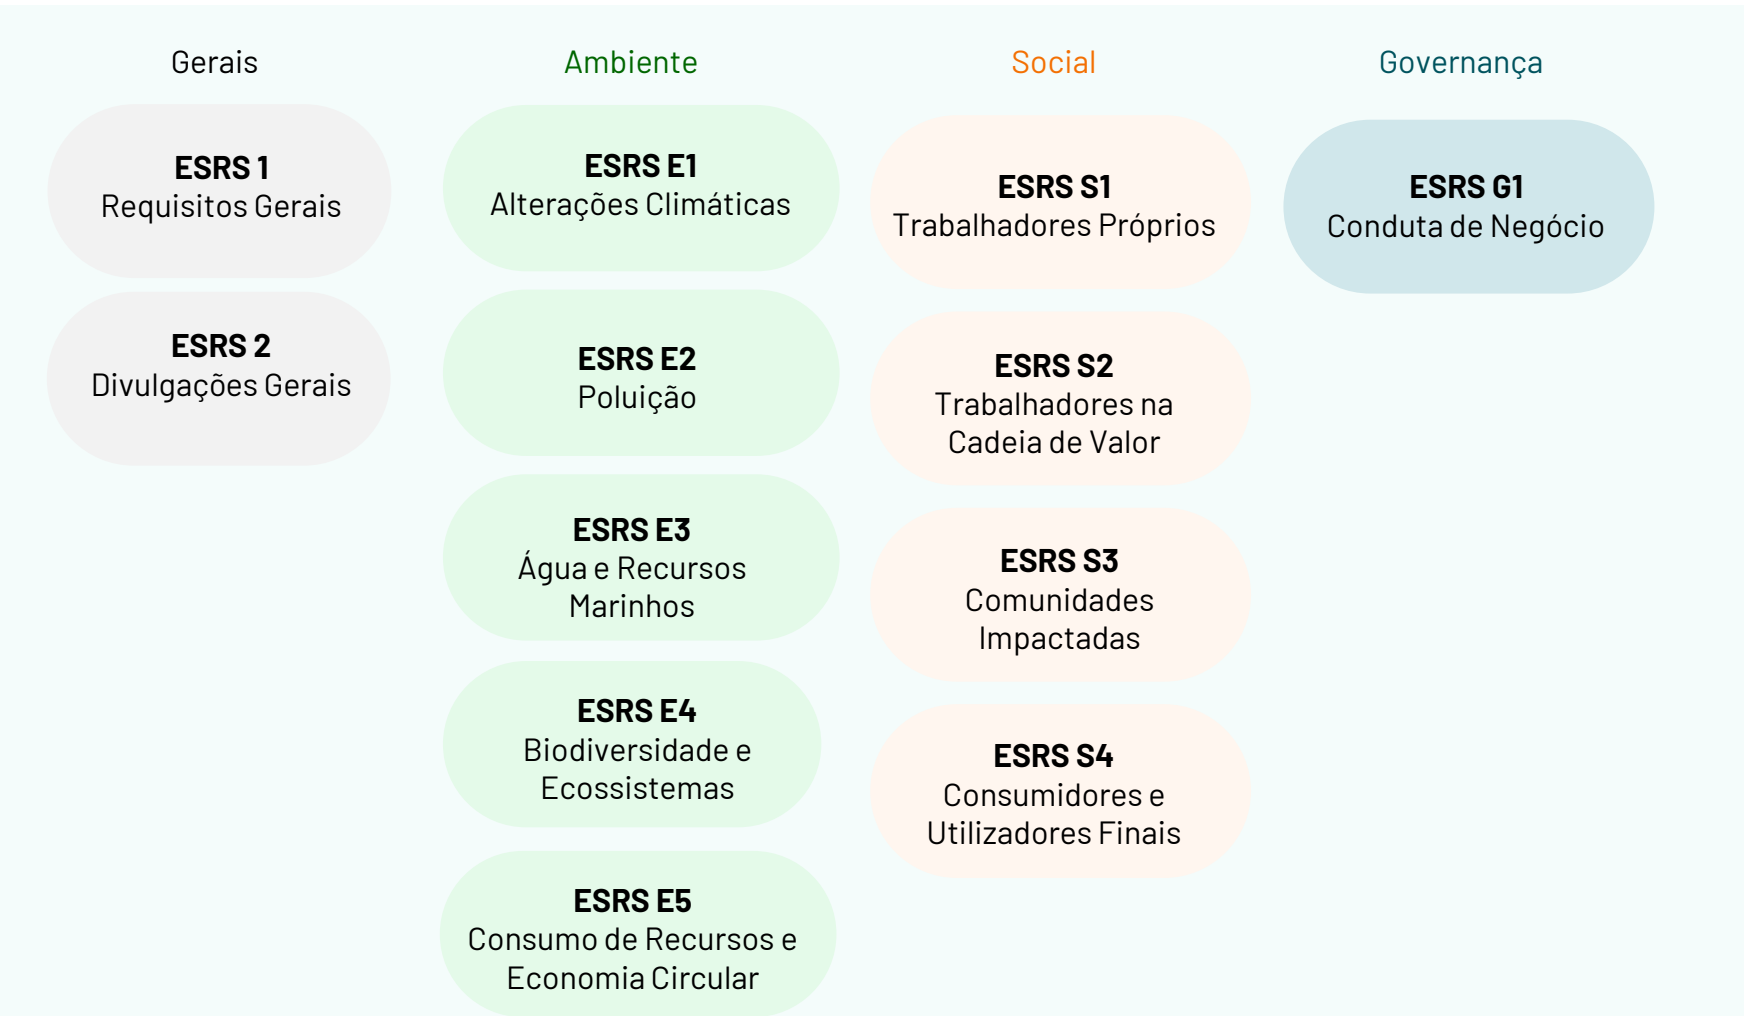 Gerais
ESRS 1
Requisitos Gerais
ESRS 2
Divulgações Gerais
Ambiente
ESRS E1
Alterações Climáticas
ESRS E2
Poluição
ESRS E3
Água e Recursos
Marinhos
ESRS E4
Biodiversidade e
Ecossistemas
ESRS E5
Consumo de Recursos e
Economia Circular
Social
ESRS S1
Trabalhadores Próprios
ESRS S2
Trabalhadores na
Cadeia de Valor
ESRS S3
Comunidades
Impactadas
ESRS S4
Consumidores e
Utilizadores Finais
Governança
ESRS G1
Conduta de Negócio